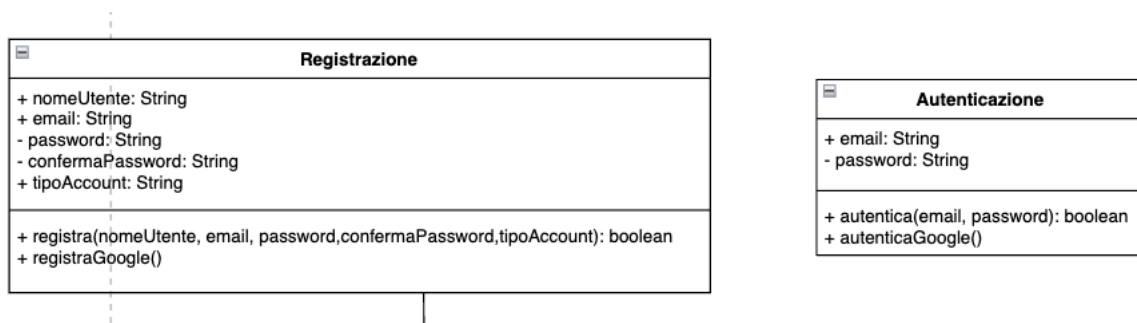 Registrazione
+ nomeUtente: String
+ email: String
- password: String
- confermaPassword: String
+ tipoAccount: String
+ registra(nomeUtente, email, password,confermaPassword,tipoAccount): boolean
+ registraGoogle()
Autenticazione
+ email: String
- password: String
+ autentica(email, password): boolean
+ autenticaGoogle()